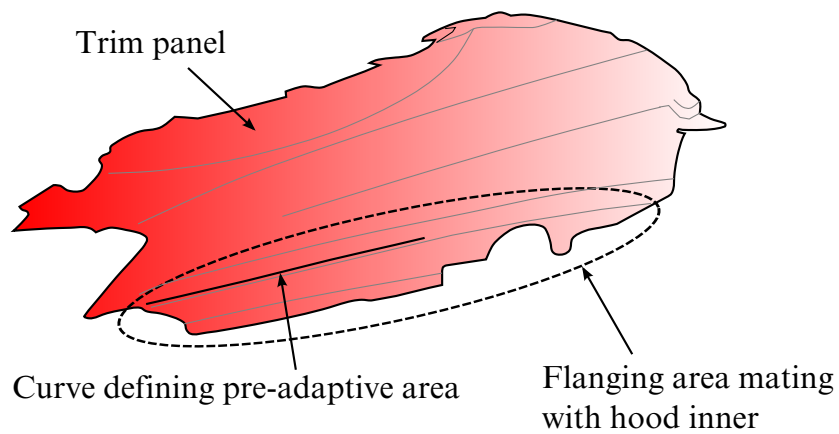 Trim panel
Curve defining pre-adaptive area
Flanging area mating
with hood inner